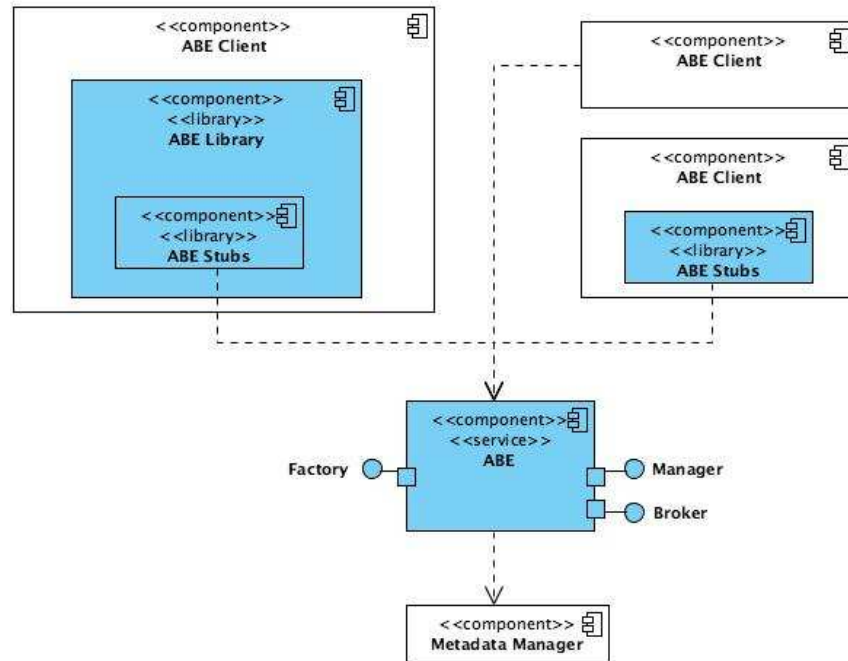 <<component>>
ABE Client
<<component>>
<<library>>
ABE Library
<<component>>
<<library>>
ABE Stubs
<<component>>
ABE Client
<<component>>
ABE Client
<<component>>
<<library>>
ABE Stubs
<<component>>
<<service>>
ABE
Factory
Manager
Broker
<<component>>
Metadata Manager